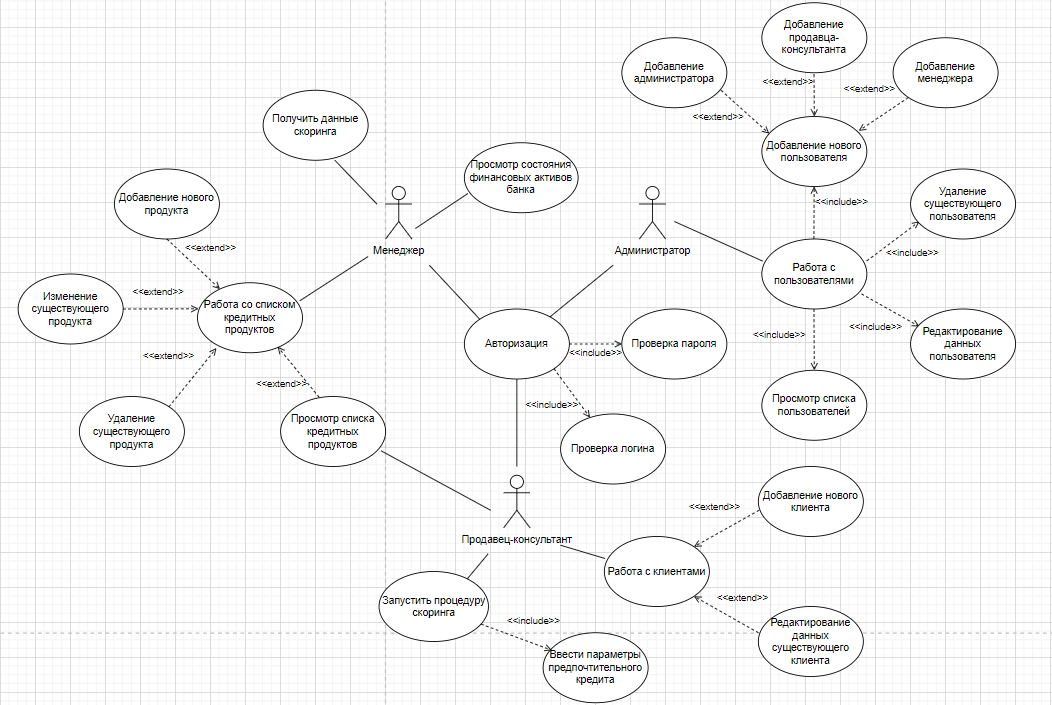 Добавление
продавца-
консультанта
Добавление
администратора
Добавление
менеджера
<<extend>>
<<extend>>
<<extend>>
Получить данные
скоринга
Добавление нового
пользователя
Просмотр состояния
финансовых активов
банка
Добавление нового
продукта
Удаление
существующего
пользователя
<<include>>
Менеджер
Администратор
<<extend>>
<<include>>
Работа с
пользователями
<<extend>>
Изменение
существующего
продукта
Работа со списком
кредитных
продуктов
<<include>>
<<include>>
Редактирование
данных
пользователя
Авторизация
<<include>>
Проверка пароля
<<extend>>
<<extend>>
<<include>>
Просмотр списка
пользователей
Удаление
существующего
продукта
Просмотр списка
кредитных
продуктов
Проверка логина
Добавление нового
клиента
<<extend>>
Продавец-консультант
Работа с клиентами
<<extend>>
Запустить процедуру
скоринга
<<include>>
Редактирование
данных
существующего
клиента
Ввести параметры
предпочтительного
кредита